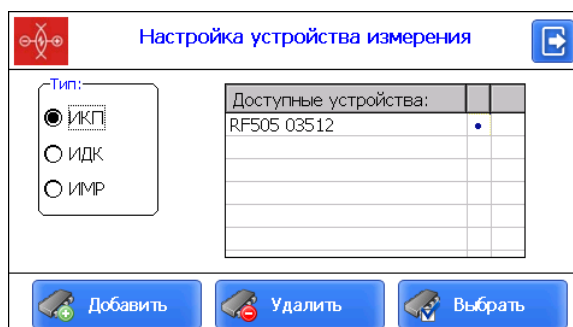 Настройка устройства измерения
Тип:
ИКП
ИДК
ИМР
Доступные устройства:
RF505 03512
Добавить
Удалить
Выбрать